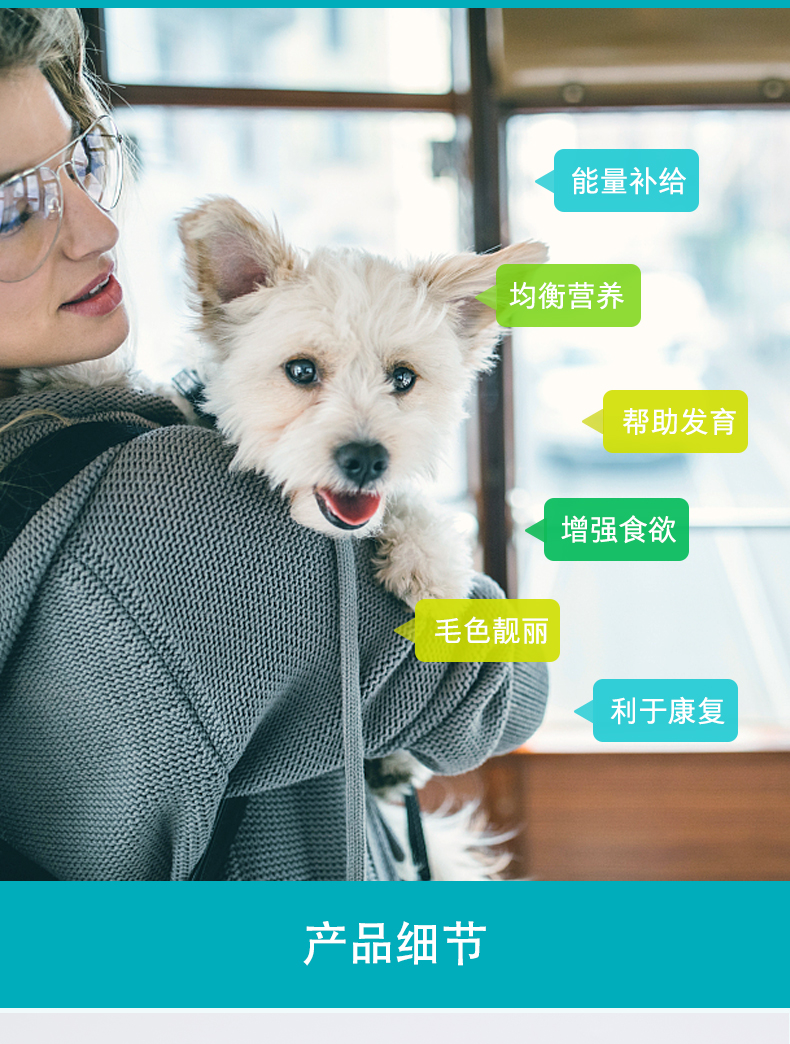 能量补给
均衡营养
帮助发育
增强食欲
毛色靓丽
利于康复
产品细节